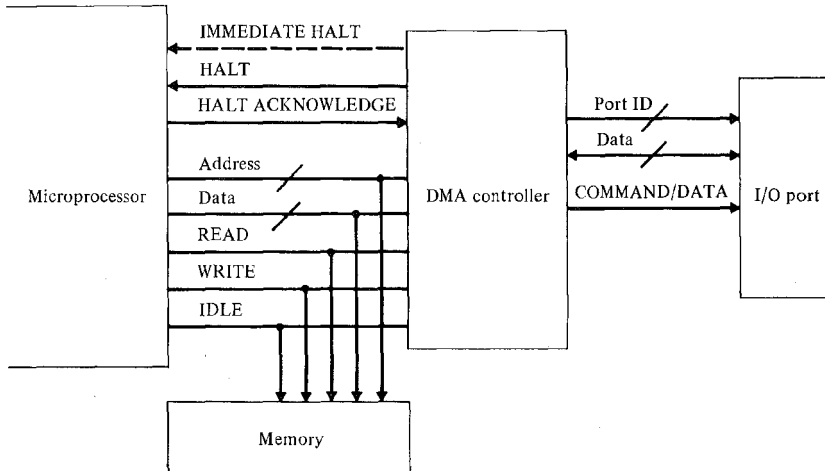 IMMEDIATE HALT
HALT
HALT ACKNOWLEDGE
Address
Data
READ
WRITE
IDLE
Microprocessor
DMA controller
Port ID
Data
COMMAND/DATA
I/O port
Memory